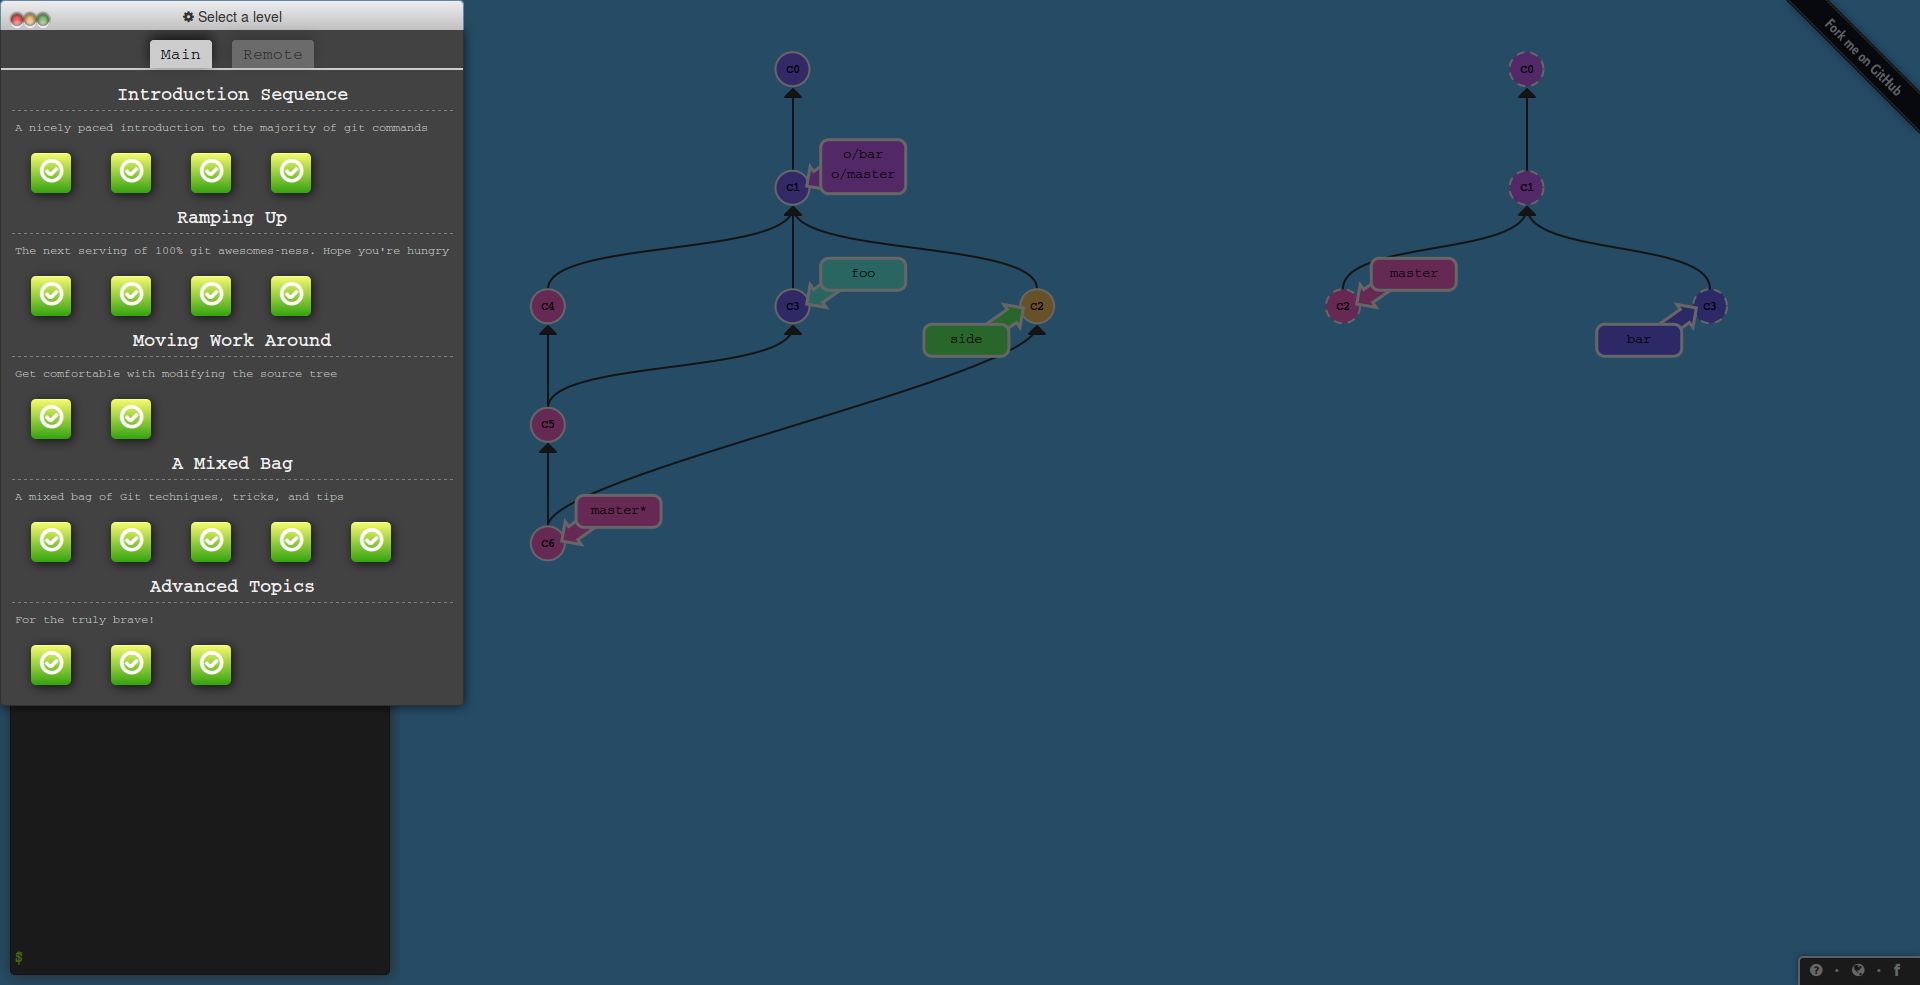 Select a level
Main
Remote
Introduction Sequence
A nicely paced introduction to the majority of git commands
Ramping Up
The next serving of 100% git awesomes-ness. Hope you're hungry
Moving Work Around
Get comfortable with modifying the source tree
A Mixed Bag
A mixed bag of Git techniques, tricks, and tips
Advanced Topics
For the truly brave!
$
C0
o/bar
o/master
C1
foo
C4
C3
C2
side
C5
master*
C6
C0
C1
master
C2
C3
bar
Fork me on GitHub
? · · f